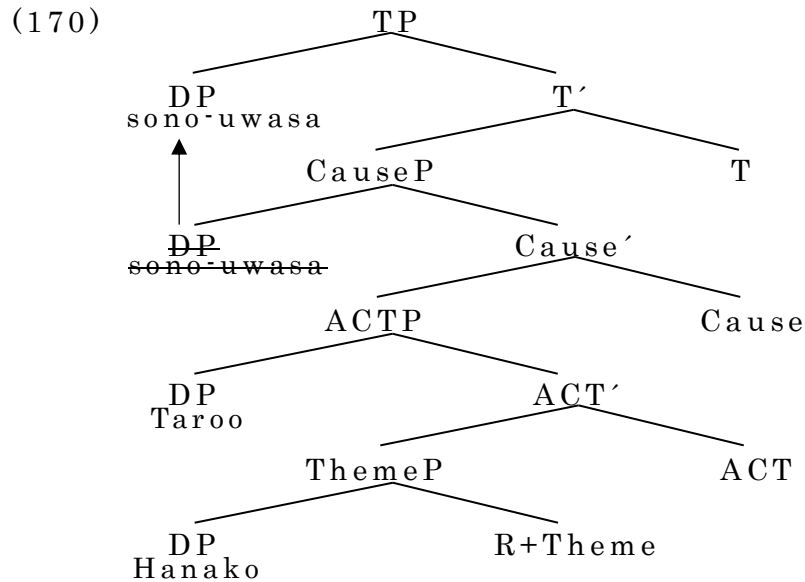 (170) TP
DP T´
sono-uwasa
CauseP T
DP Cause´
sono-uwasa
ACTP Cause
DP ACT´
Taroo
ThemeP ACT
DP R+Theme
Hanako